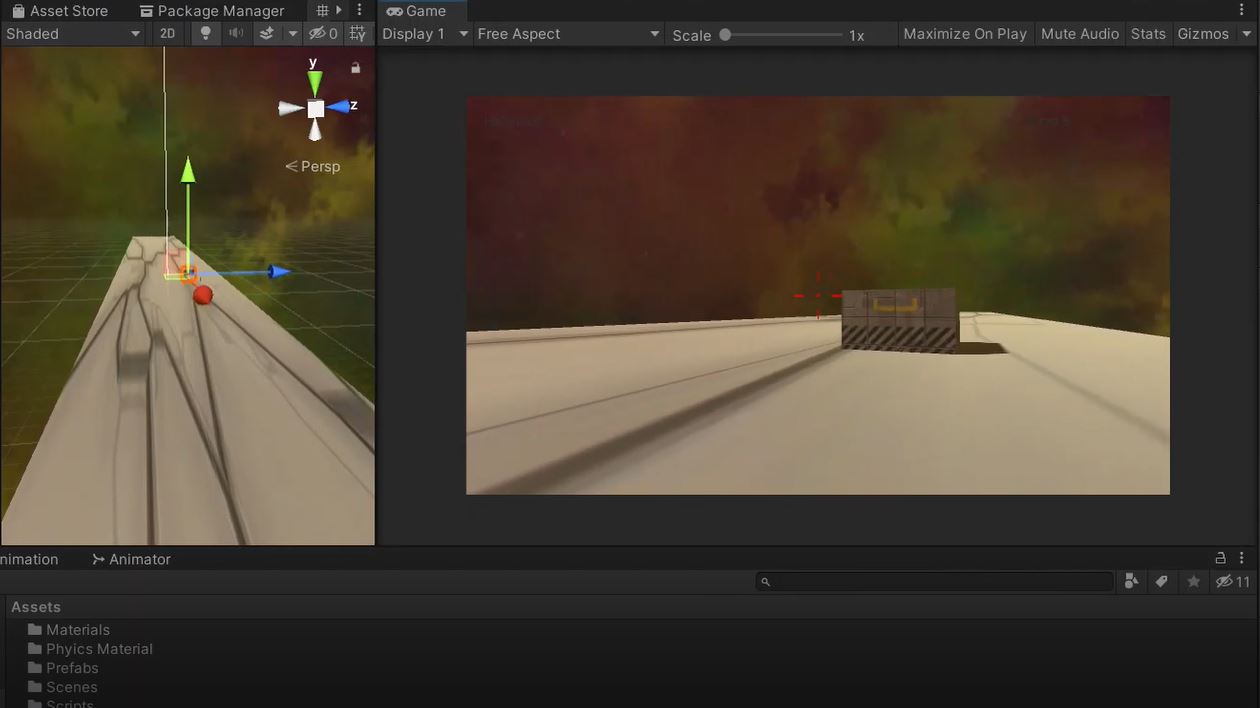 Asset Store Package Manager
Game
Shaded 2D 0
Display 1 Free Aspect Scale 1x Maximize On Play Mute Audio Stats Gizmos
y
z
Persp
nimation Animator
11
Assets
Materials
Phyics Material
Prefabs
Scenes
Scripts